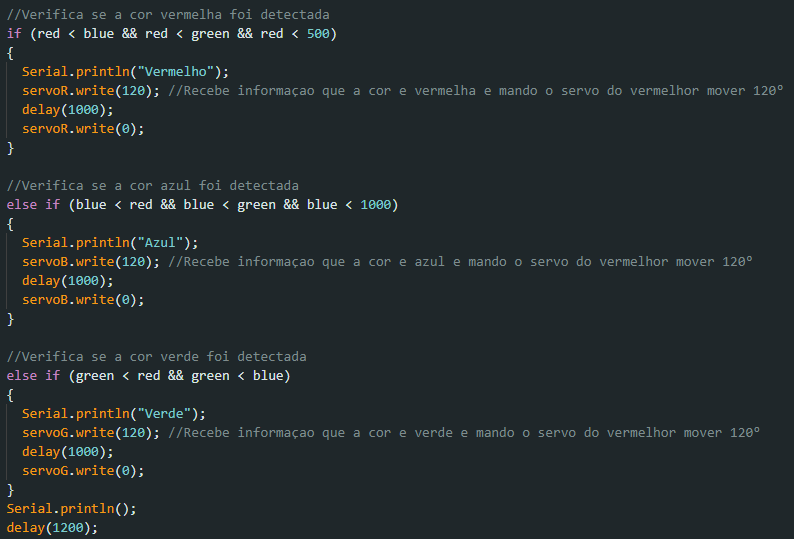 //Verifica se a cor vermelha foi detectada
if (red < blue && red < green && red < 500)
{
  Serial.println("Vermelho");
  servoR.write(120); //Recebe informaçao que a cor e vermelha e mando o servo do vermelhor mover 120°
  delay(1000);
  servoR.write(0);
}

//Verifica se a cor azul foi detectada
else if (blue < red && blue < green && blue < 1000)
{
  Serial.println("Azul");
  servoB.write(120); //Recebe informaçao que a cor e azul e mando o servo do vermelhor mover 120°
  delay(1000);
  servoB.write(0);
}

//Verifica se a cor verde foi detectada
else if (green < red && green < blue)
{
  Serial.println("Verde");
  servoG.write(120); //Recebe informaçao que a cor e verde e mando o servo do vermelhor mover 120°
  delay(1000);
  servoG.write(0);
}
Serial.println();
delay(1200);